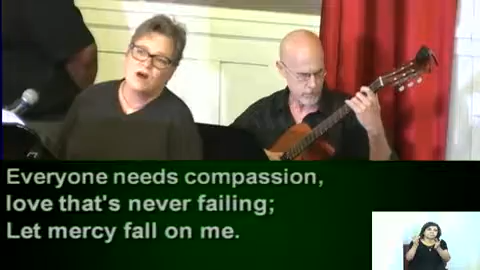 Everyone needs compassion,
love that's never failing;
Let mercy fall on me.